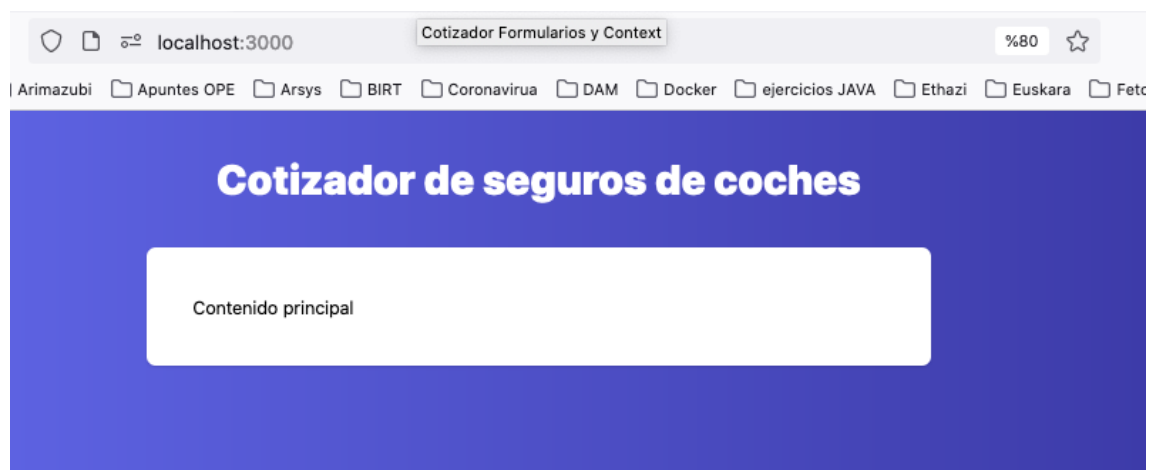 localhost:3000
Cotizador Formularios y Context
%80
Arimazubi Apuntes OPE Arsys BIRT Coronavirua DAM Docker ejercicios JAVA Ethazi Euskara
Cotizador de seguros de coches
Contenido principal